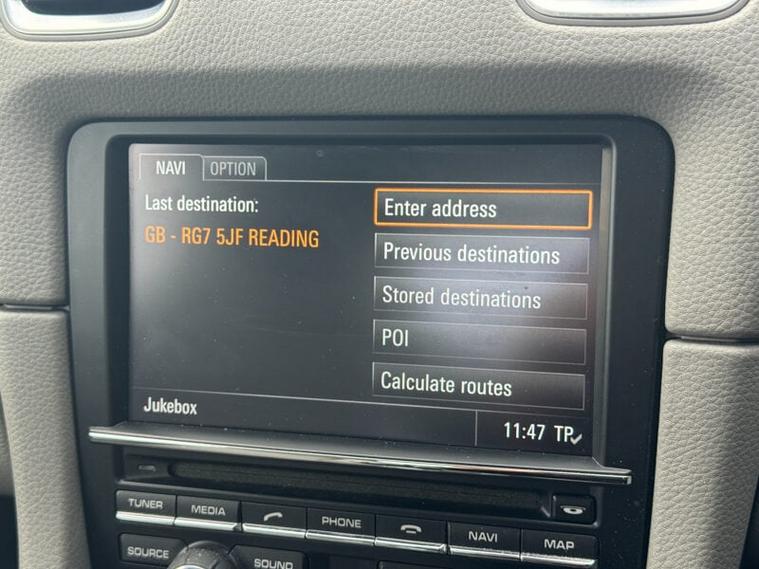 NAVI OPTION
Last destination:
GB - RG7 5JF READING
Enter address
Previous destinations
Stored destinations
POI
Calculate routes
Jukebox
11:47 TP
TUNER MEDIA PHONE NAVI MAP
SOURCE SOUND